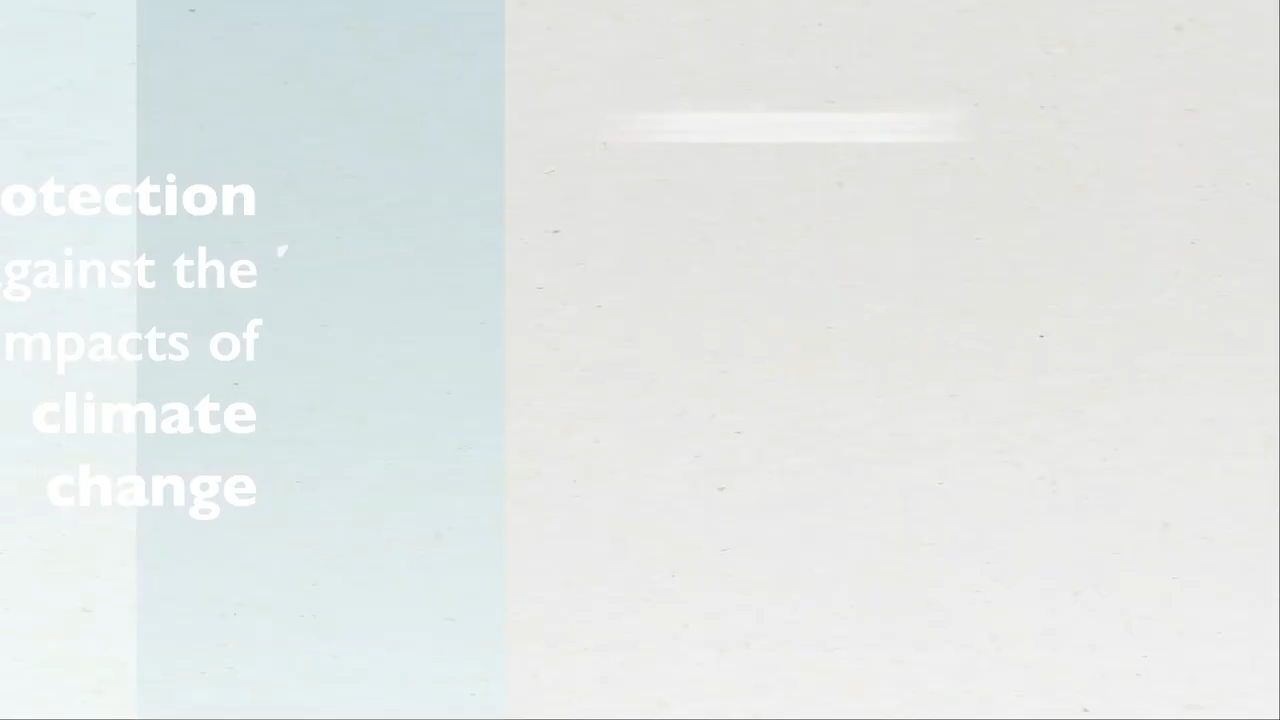 otection
gainst the
mpacts of
climate
change